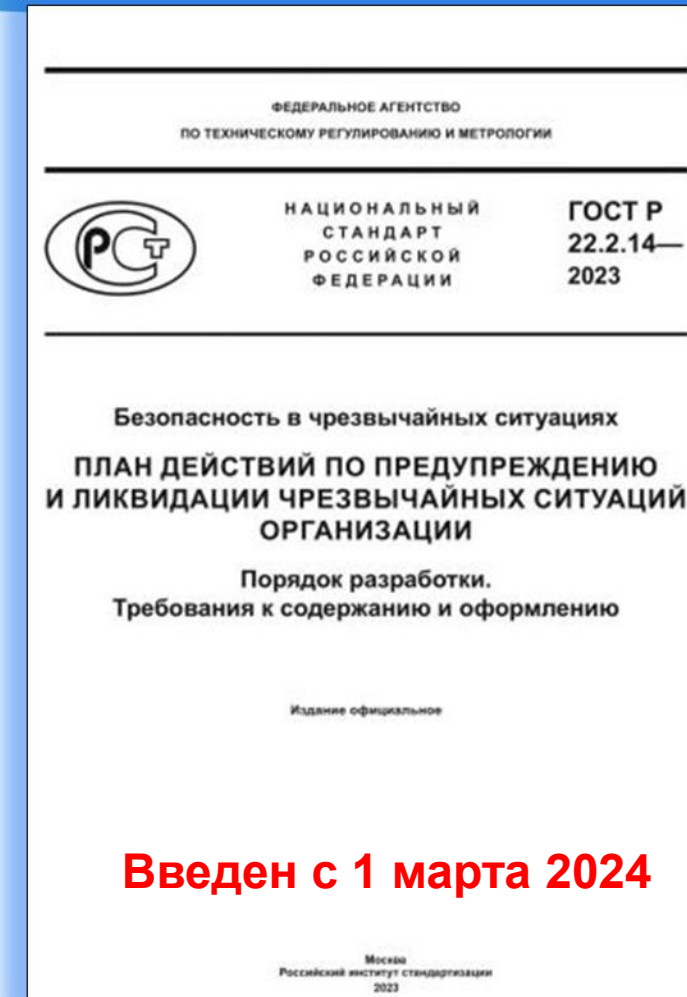 ФЕДЕРАЛЬНОЕ АГЕНТСТВО
ПО ТЕХНИЧЕСКОМУ РЕГУЛИРОВАНИЮ И МЕТРОЛОГИИ
РСТ
НАЦИОНАЛЬНЫЙ
СТАНДАРТ
РОССИЙСКОЙ
ФЕДЕРАЦИИ
ГОСТ Р
22.2.14—
2023
Безопасность в чрезвычайных ситуациях
ПЛАН ДЕЙСТВИЙ ПО ПРЕДУПРЕЖДЕНИЮ
И ЛИКВИДАЦИИ ЧРЕЗВЫЧАЙНЫХ СИТУАЦИЙ
ОРГАНИЗАЦИИ
Порядок разработки.
Требования к содержанию и оформлению
Издание официальное
Введен с 1 марта 2024
Москва
Российский институт стандартизации
2023